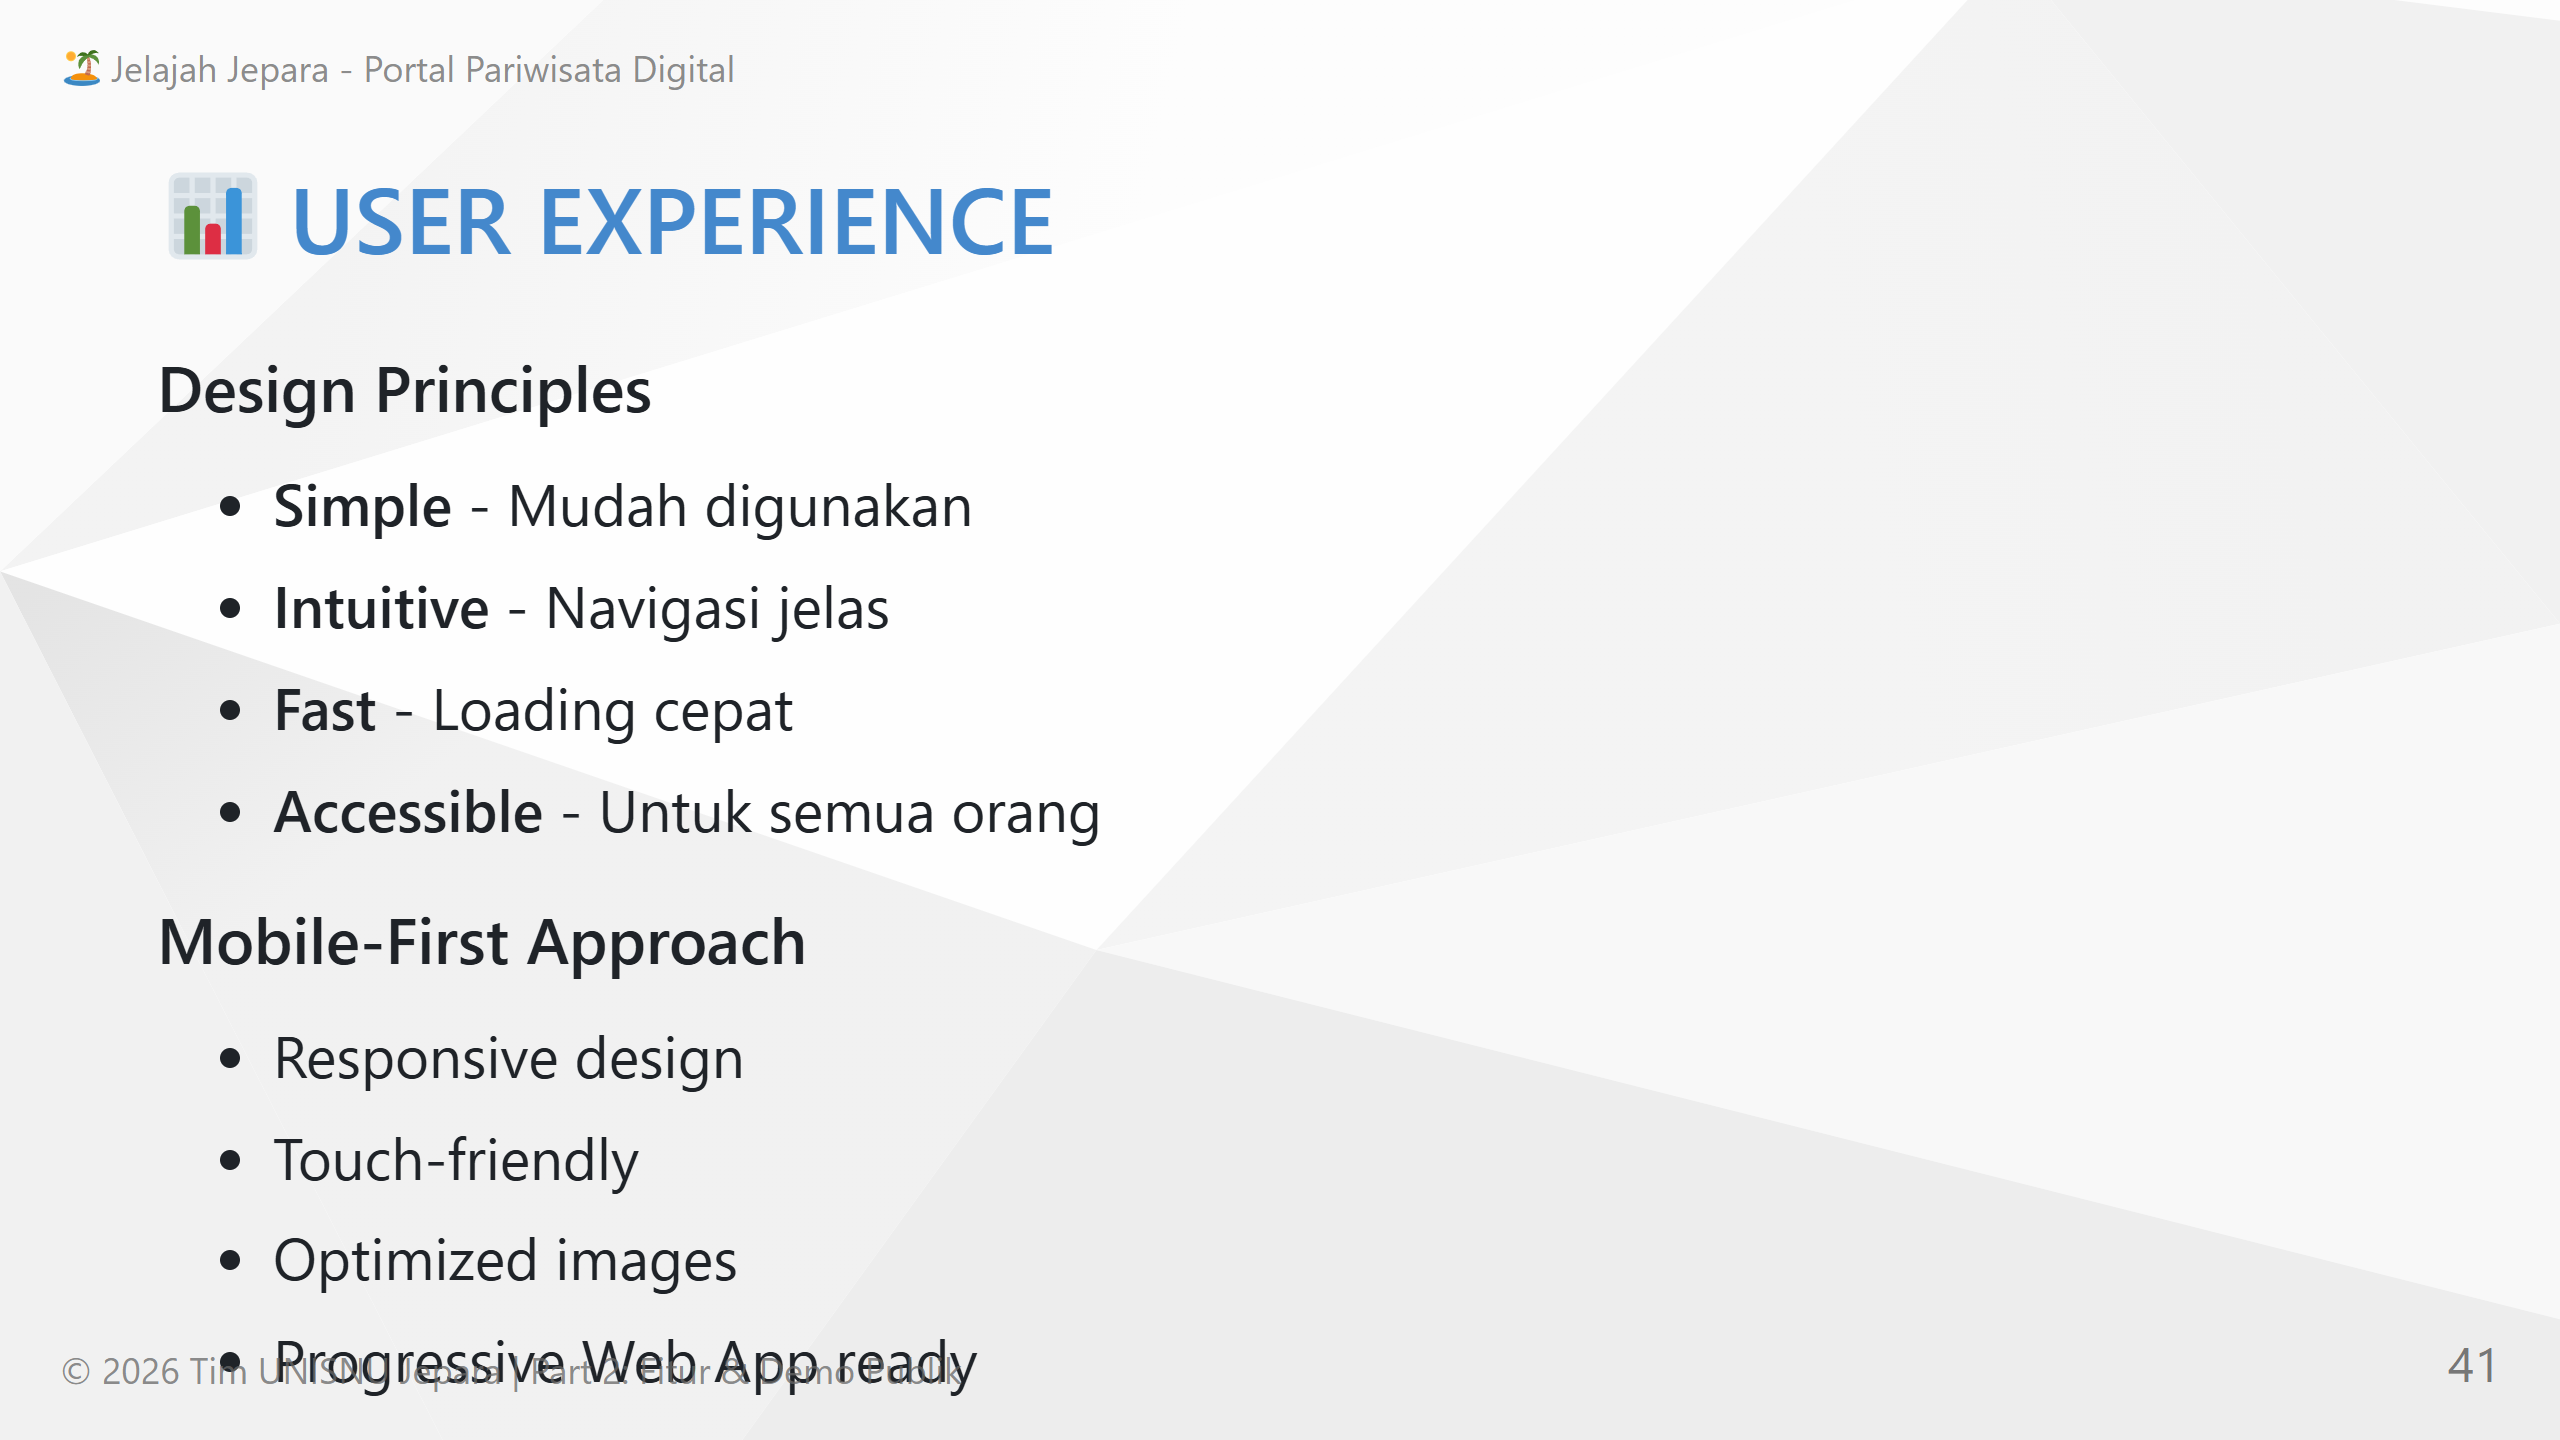 Jelajah Jepara - Portal Pariwisata Digital
USER EXPERIENCE
Design Principles
• Simple - Mudah digunakan
• Intuitive - Navigasi jelas
• Fast - Loading cepat
• Accessible - Untuk semua orang
Mobile-First Approach
• Responsive design
• Touch-friendly
• Optimized images
• Progressive Web App ready
© 2026 Tim UNISNU Jepara | Part 2: Fitur & Demo Publik
41